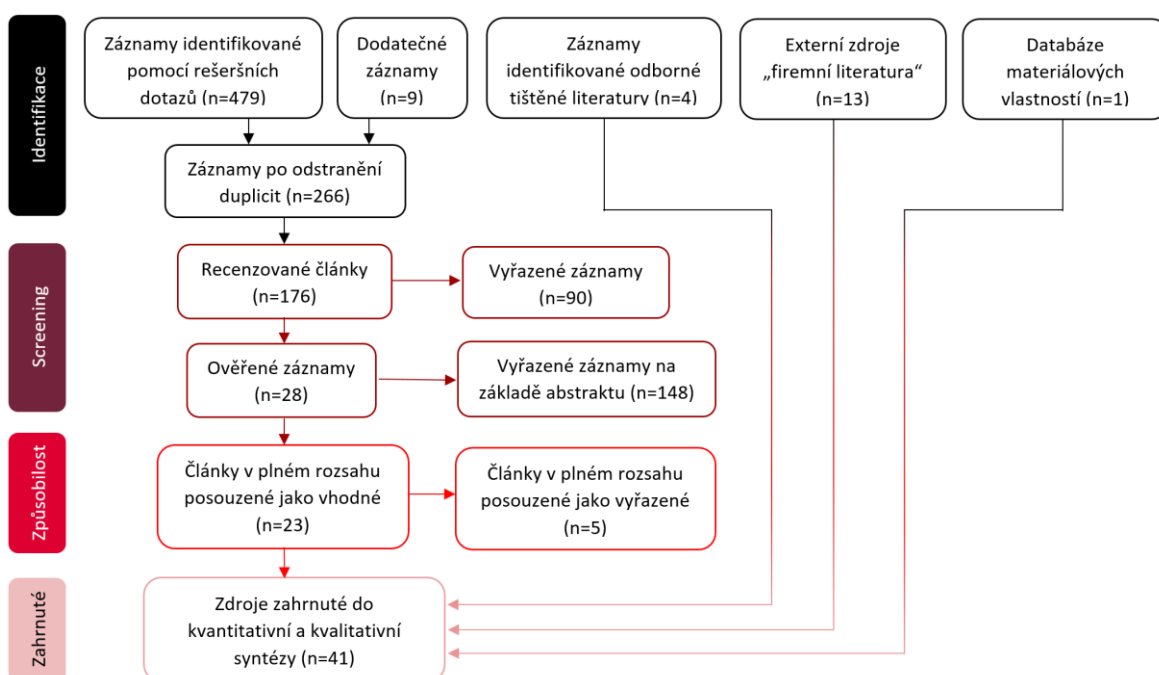 Identifikace
Záznamy identifikované
pomocí rešeršních
dotazů (n=479)
Dodatečné
záznamy
(n=9)
Záznamy
identifikované odborné
tištěné literatury (n=4)
Externí zdroje
„firemní literatura“
(n=13)
Databáze
materiálových
vlastností (n=1)
Záznamy po odstranění
duplicit (n=266)
Screening
Recenzované články
(n=176)
Vyřazené záznamy
(n=90)
Ověřené záznamy
(n=28)
Vyřazené záznamy na
základě abstraktu (n=148)
Způsobilost
Články v plném rozsahu
posouzené jako vhodné
(n=23)
Články v plném rozsahu
posouzené jako vyřazené
(n=5)
Zahrnuté
Zdroje zahrnuté do
kvantitativní a kvalitativní
syntézy (n=41)